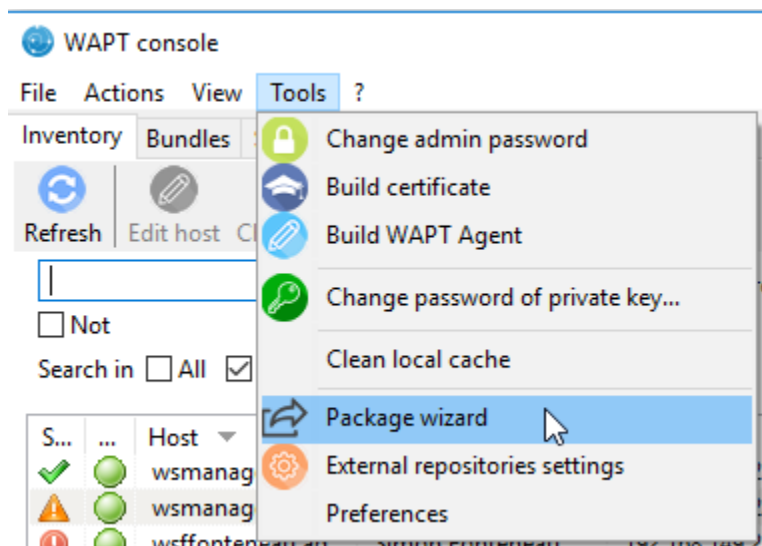 WAPT console
File Actions View Tools ?
Inventory Bundles
Change admin password
Build certificate
Refresh Edit host
Build WAPT Agent
Change password of private key...
Not
Search in All
Clean local cache
Package wizard
S... ... Host
External repositories settings
wsmanag
Preferences
wsmanag